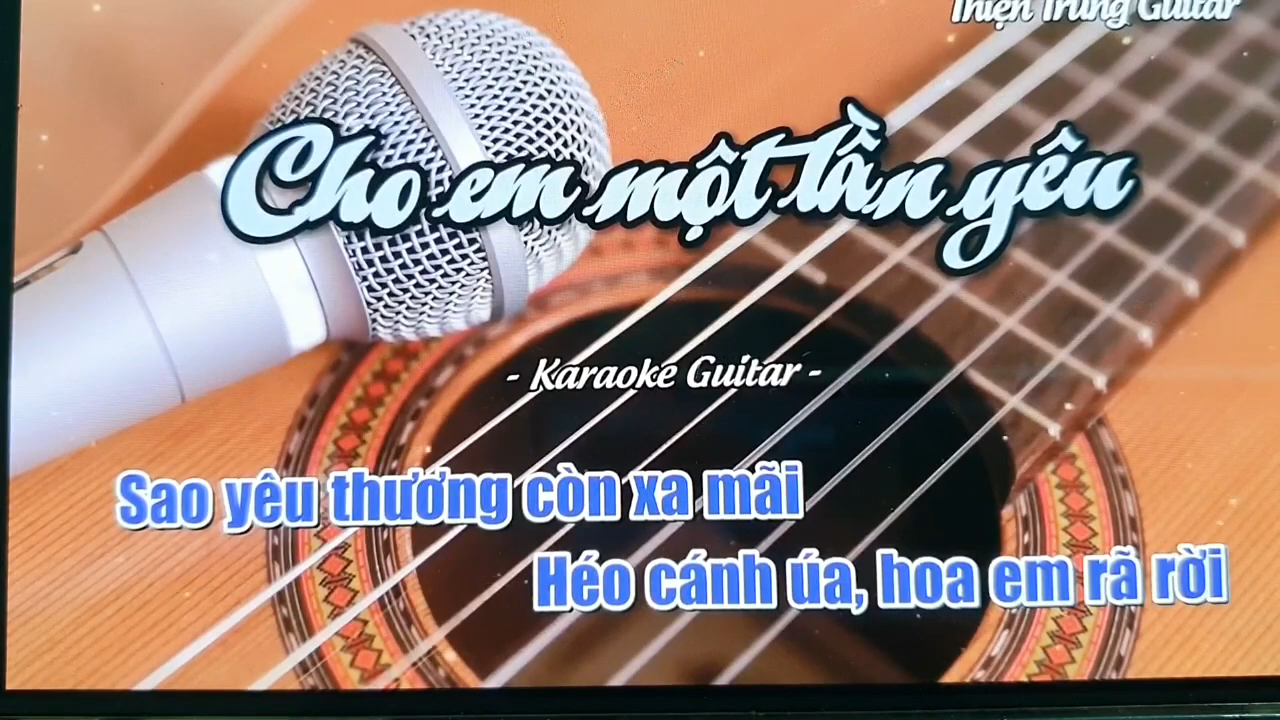 Thiện Trung Guitar
Cho em một lần yêu
- Karaoke Guitar -
Sao yêu thương còn xa mãi
Héo cánh úa, hoa em rã rời